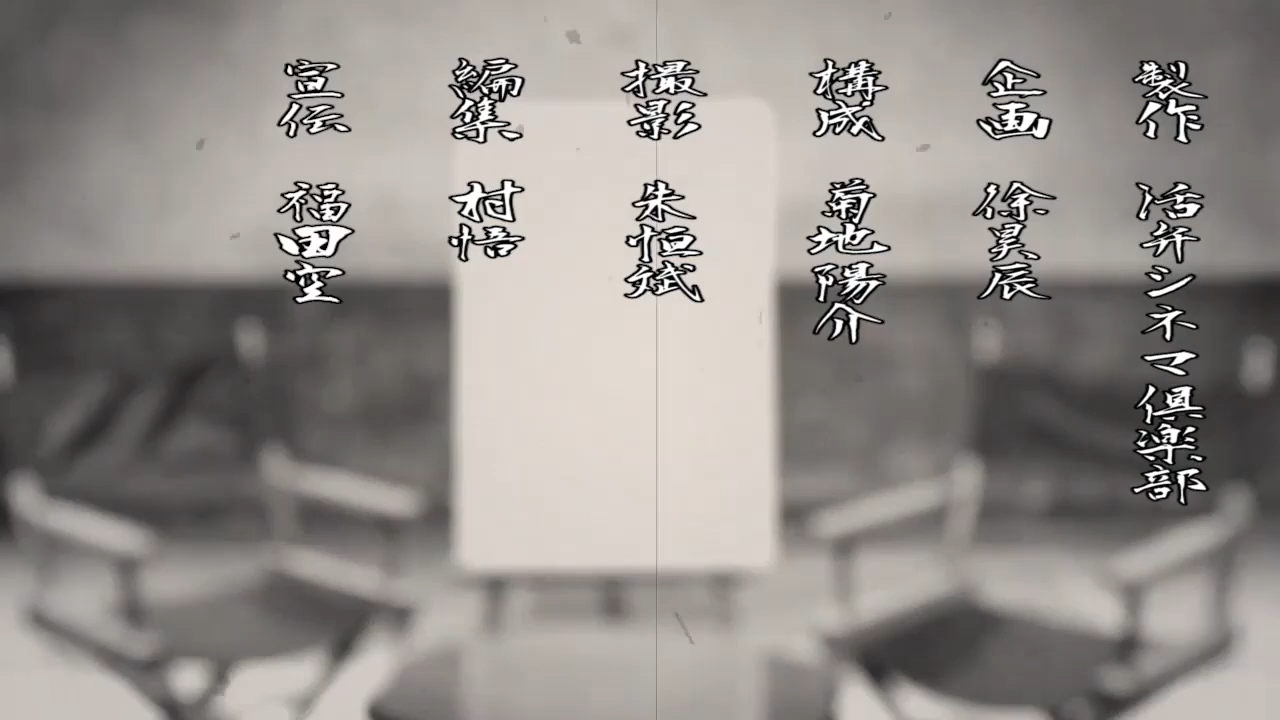 製作 活弁シネマ倶楽部
企画 徐昊辰
構成 菊地陽介
撮影 朱恒斌
編集 村悟
宣伝 福田空